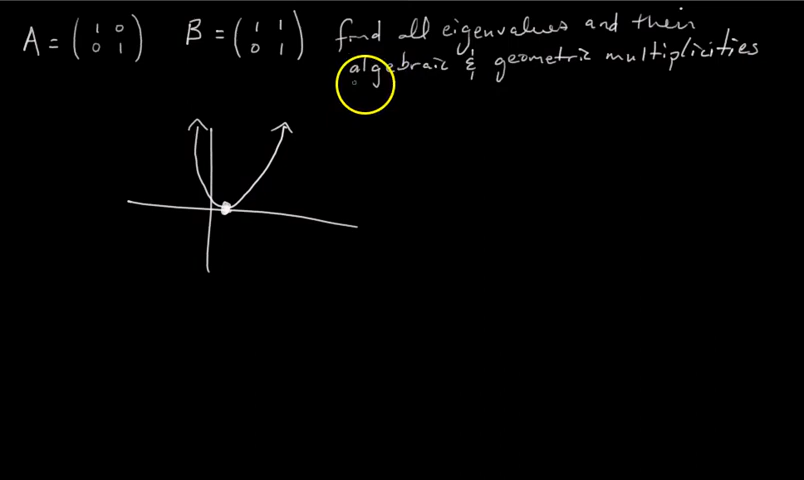 A = (1 0 0 1) B = (1 1 0 1) find all eigenvalues and their
algebraic & geometric multiplicities